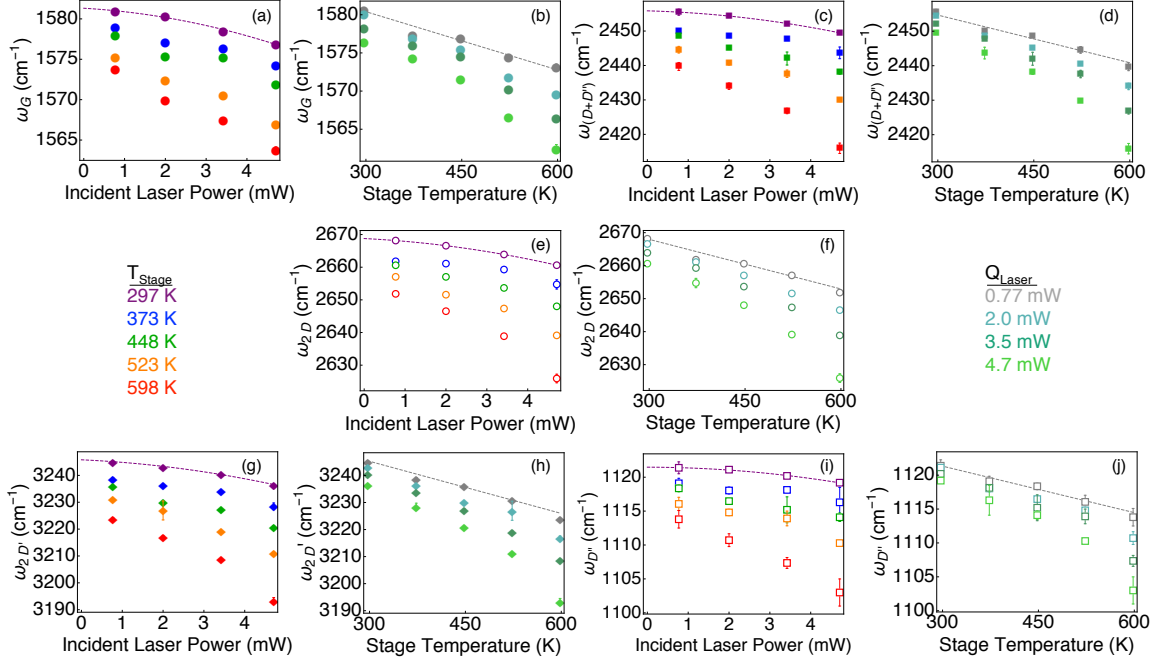 (a)
ω_G (cm⁻¹)
1580
1575
1570
1565
0 1 2 3 4
Incident Laser Power (mW)
(b)
ω_G (cm⁻¹)
1580
1575
1570
1565
300 450 600
Stage Temperature (K)
(c)
ω_(D+D") (cm⁻¹)
2450
2440
2430
2420
0 1 2 3 4
Incident Laser Power (mW)
(d)
ω_(D+D") (cm⁻¹)
2450
2440
2430
2420
300 450 600
Stage Temperature (K)
T_Stage
297 K
373 K
448 K
523 K
598 K
(e)
ω_2D (cm⁻¹)
2670
2660
2650
2640
2630
0 1 2 3 4
Incident Laser Power (mW)
(f)
ω_2D (cm⁻¹)
2670
2660
2650
2640
2630
300 450 600
Stage Temperature (K)
Q_Laser
0.77 mW
2.0 mW
3.5 mW
4.7 mW
(g)
ω_2D' (cm⁻¹)
3240
3230
3220
3210
3200
3190
0 1 2 3 4
Incident Laser Power (mW)
(h)
ω_2D' (cm⁻¹)
3240
3230
3220
3210
3200
3190
300 450 600
Stage Temperature (K)
(i)
ω_D" (cm⁻¹)
1120
1115
1110
1105
1100
0 1 2 3 4
Incident Laser Power (mW)
(j)
ω_D" (cm⁻¹)
1120
1115
1110
1105
1100
300 450 600
Stage Temperature (K)